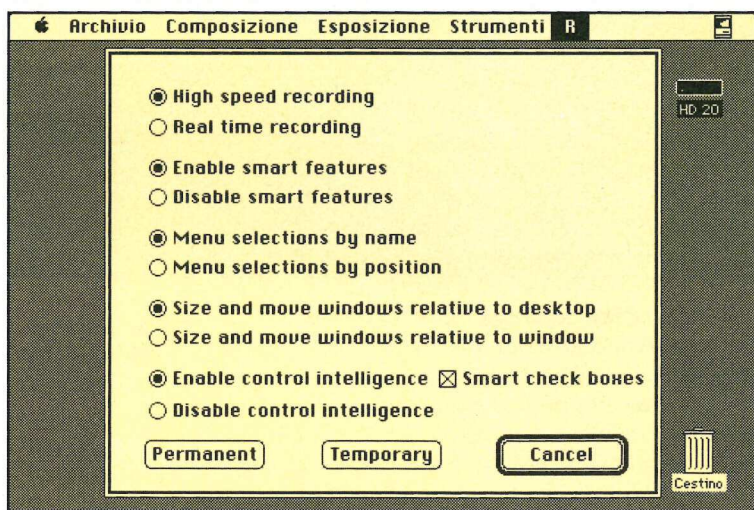 Archivio Composizione Esposizione Strumenti R
High speed recording
Real time recording
HD 20
Enable smart features
Disable smart features
Menu selections by name
Menu selections by position
Size and move windows relative to desktop
Size and move windows relative to window
Enable control intelligence Smart check boxes
Disable control intelligence
Permanent Temporary Cancel
Cestino